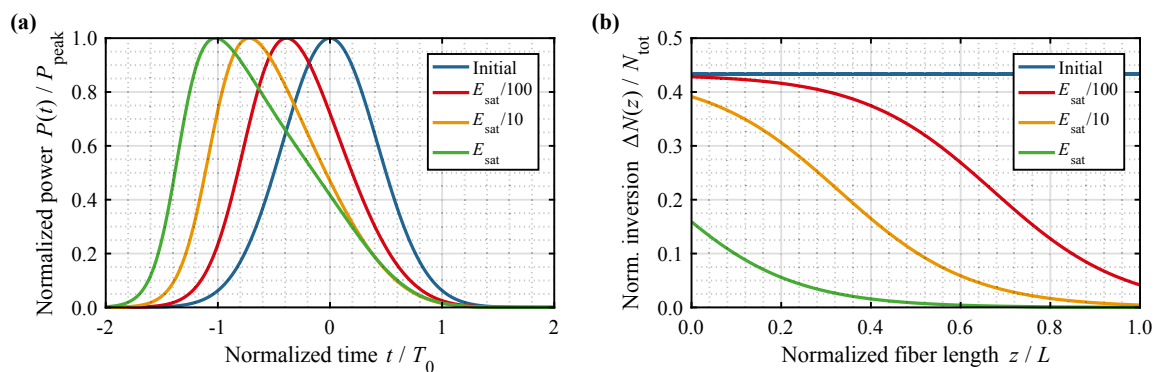 (a)
Normalized power P(t) / P_peak
1.0
0.8
0.6
0.4
0.2
0.0
-2
-1
0
1
2
Normalized time t / T_0
Initial
E_sat/100
E_sat/10
E_sat
(b)
Norm. inversion ΔN(z) / N_tot
0.5
0.4
0.3
0.2
0.1
0.0
0.0
0.2
0.4
0.6
0.8
1.0
Normalized fiber length z / L
Initial
E_sat/100
E_sat/10
E_sat